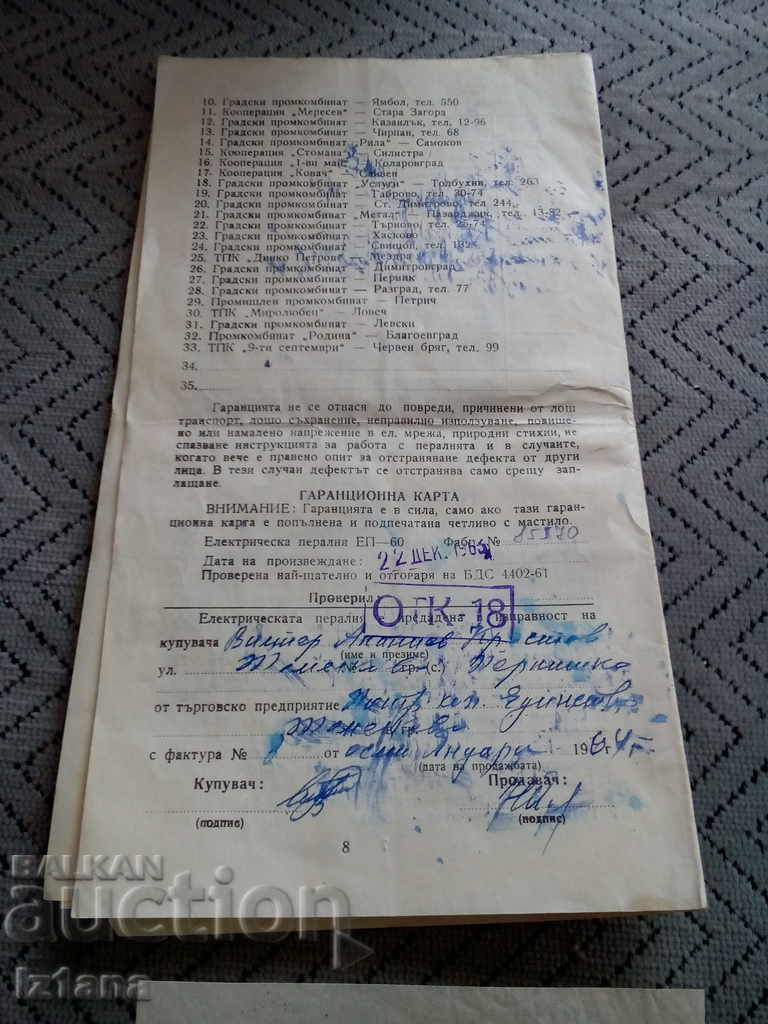 10. Градски промкомбинат — Ямбол, тел. 550
11. Кооперация „Мересев“ — Стара Загора
12. Градски промкомбинат — Казанлък, тел. 12-96
13. Градски промкомбинат — Чирпан, тел. 68
14. Градски промкомбинат „Рила“ — Самоков
15. Кооперация „Стомана“ — Силистра
16. Кооперация „1-ви май“ — Коларовград
17. Кооперация „Ковач“ — Сливен
18. Градски промкомбинат „Услуги“ — Толбухин, тел. 263
19. Градски промкомбинат — Габрово, тел. 30-74
20. Градски промкомбинат — Ст. Димитрово, тел 244
21. Градски промкомбинат „Метал“ — Пазарджик, тел. 13-82
22. Градски промкомбинат — Търново, тел.
23. Градски промкомбинат — Хасково
24. Градски промкомбинат — Свищов, тел.
25. ТПК „Динко Петров“ — Мездра
26. Градски промкомбинат — Димитровград
27. Градски промкомбинат — Перник
28. Градски промкомбинат — Разград, тел. 77
29. Промишлен промкомбинат — Петрич
30. ТПК „Миролюбец“ — Ловеч
31. Градски промкомбинат — Левски
32. Промкомбинат „Родина“ — Благоевград
33. ТПК „9-ти септември“ — Червен бряг, тел. 99
34.
35.
Гаранцията не се отнася до повреди, причинени от лош
транспорт, лошо съхранение, неправилно използуване, повише-
но или намалено напрежение в ел. мрежа, природни стихии, не
спазване инструкцията за работа с пералнята и в случаите,
когато вече е правено опит за отстраняване дефекта от други
лица. В тези случаи дефектът се отстранява само срещу зап-
лащане.
ГАРАНЦИОННА КАРТА
ВНИМАНИЕ: Гаранцията е в сила, само ако тази гаран-
ционна карта е попълнена и подпечатана четливо с мастило.
Електрическа пералня ЕП—60 Фабр. №
Дата на произвеждане: 22 ДЕК. 1963
Проверена най-щателно и отговаря на БДС 4402-61
Проверил
ОТК 18
Електрическата пералня е предадена в изправност на
купувача Виктор
(име и презиме)
ул. № гр. (с.)
от търговско предприятие
с фактура № от осми Януари 1964 г.
(дата на продажбата)
Купувач: Продавач:
(подпис) (подпис)
8
BALKAN
auction
Iz1ana